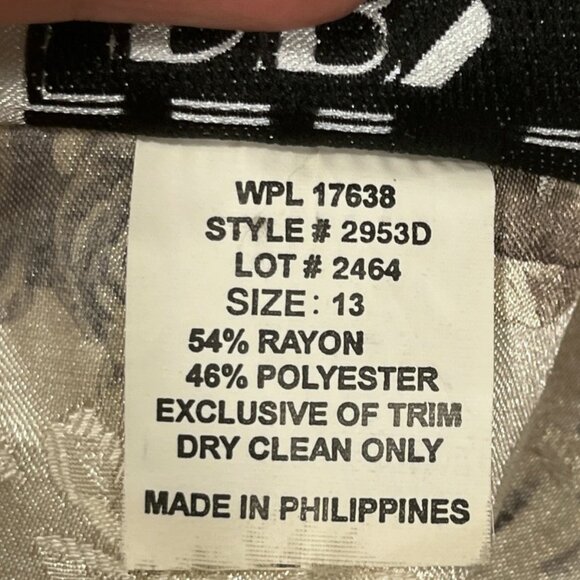 DBY
WPL 17638
STYLE # 2953D
LOT # 2464
SIZE: 13
54% RAYON
46% POLYESTER
EXCLUSIVE OF TRIM
DRY CLEAN ONLY
MADE IN PHILIPPINES